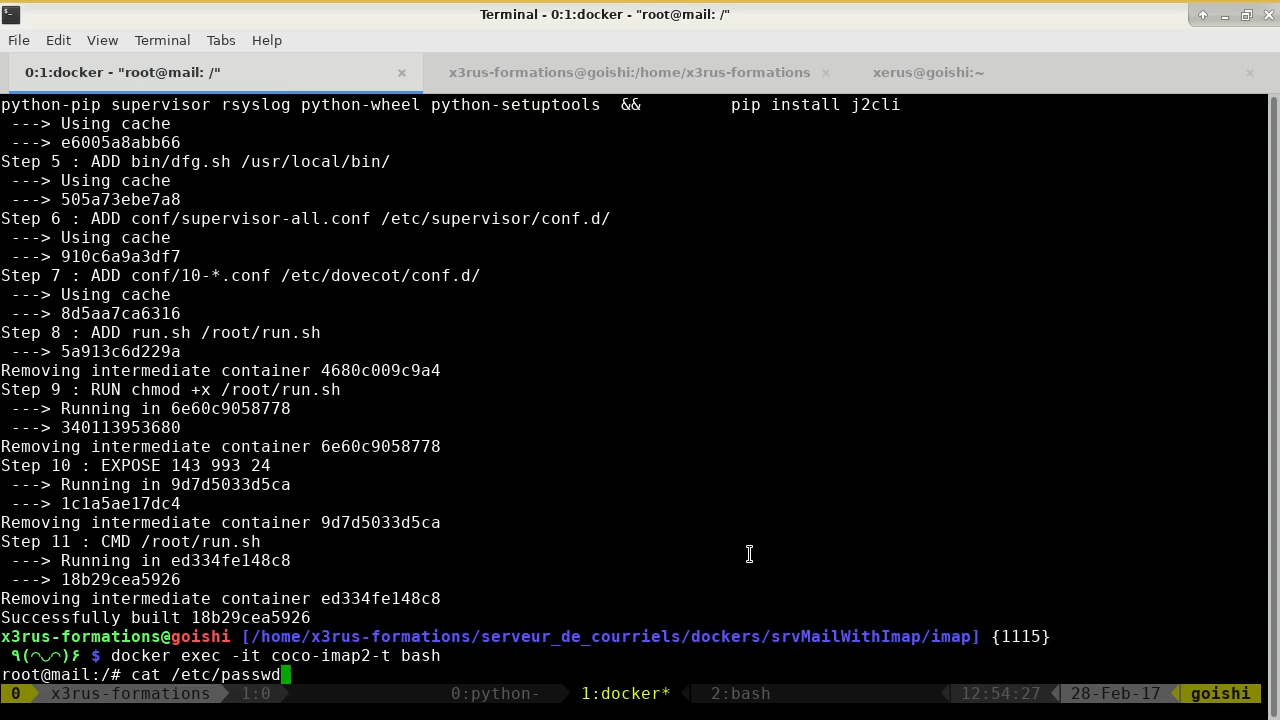 Terminal - 0:1:docker - "root@mail: /"
File Edit View Terminal Tabs Help
0:1:docker - "root@mail: /" x3rus-formations@goishi:/home/x3rus-formations xerus@goishi:~
python-pip supervisor rsyslog python-wheel python-setuptools  &&         pip install j2cli
 ---> Using cache
 ---> e6005a8abb66
Step 5 : ADD bin/dfg.sh /usr/local/bin/
 ---> Using cache
 ---> 505a73ebe7a8
Step 6 : ADD conf/supervisor-all.conf /etc/supervisor/conf.d/
 ---> Using cache
 ---> 910c6a9a3df7
Step 7 : ADD conf/10-*.conf /etc/dovecot/conf.d/
 ---> Using cache
 ---> 8d5aa7ca6316
Step 8 : ADD run.sh /root/run.sh
 ---> 5a913c6d229a
Removing intermediate container 4680c009c9a4
Step 9 : RUN chmod +x /root/run.sh
 ---> Running in 6e60c9058778
 ---> 340113953680
Removing intermediate container 6e60c9058778
Step 10 : EXPOSE 143 993 24
 ---> Running in 9d7d5033d5ca
 ---> 1c1a5ae17dc4
Removing intermediate container 9d7d5033d5ca
Step 11 : CMD /root/run.sh
 ---> Running in ed334fe148c8
 ---> 18b29cea5926
Removing intermediate container ed334fe148c8
Successfully built 18b29cea5926
x3rus-formations@goishi [/home/x3rus-formations/serveur_de_courriels/dockers/srvMailWithImap/imap] {1115}
 ٩(◠◡◠)۶ $ docker exec -it coco-imap2-t bash
root@mail:/# cat /etc/passwd
0 x3rus-formations 1:0 0:python- 1:docker* 2:bash 12:54:27 28-Feb-17 goishi